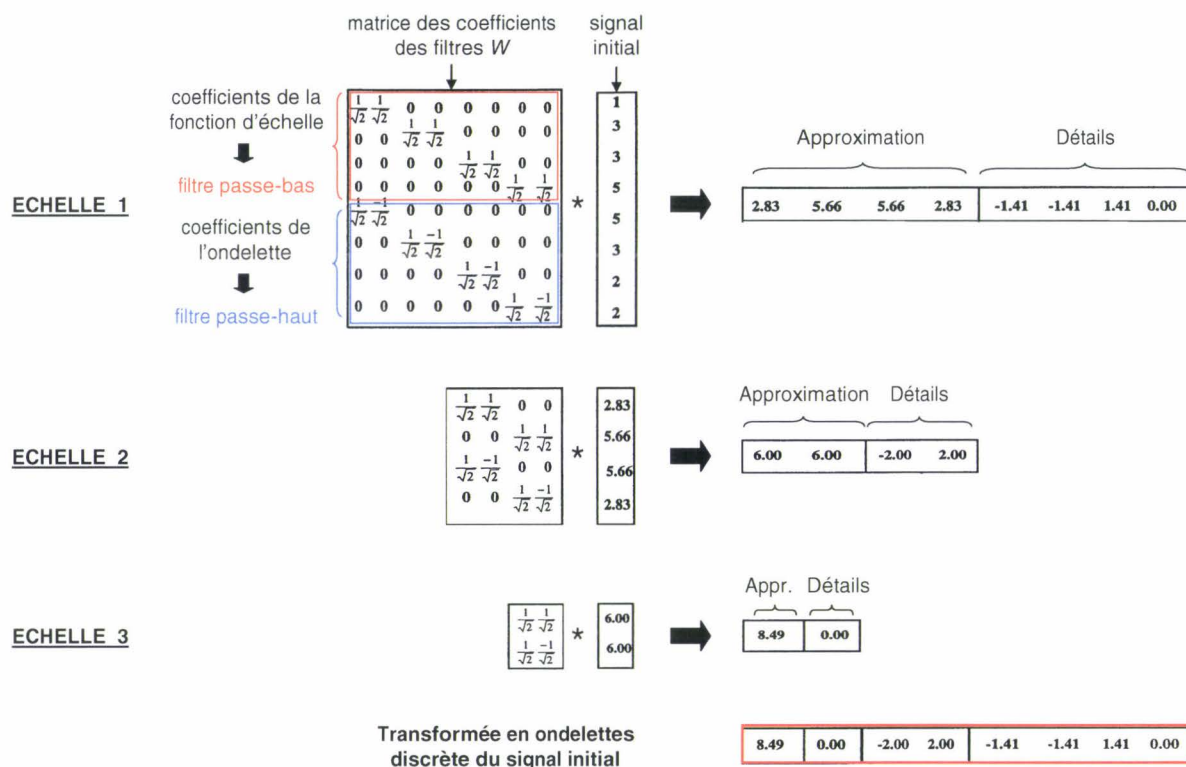 matrice des coefficients
des filtres W
signal
initial
coefficients de la
fonction d'échelle
filtre passe-bas
coefficients de
l'ondelette
filtre passe-haut
ECHELLE 1
1/√2 1/√2 0 0 0 0 0 0
0 0 1/√2 1/√2 0 0 0 0
0 0 0 0 1/√2 1/√2 0 0
0 0 0 0 0 0 1/√2 1/√2
1/√2 -1/√2 0 0 0 0 0 0
0 0 1/√2 -1/√2 0 0 0 0
0 0 0 0 1/√2 -1/√2 0 0
0 0 0 0 0 0 1/√2 -1/√2
*
1
3
3
5
5
3
2
2
Approximation Détails
2.83 5.66 5.66 2.83 -1.41 -1.41 1.41 0.00
ECHELLE 2
1/√2 1/√2 0 0
0 0 1/√2 1/√2
1/√2 -1/√2 0 0
0 0 1/√2 -1/√2
*
2.83
5.66
5.66
2.83
Approximation Détails
6.00 6.00 -2.00 2.00
ECHELLE 3
1/√2 1/√2
1/√2 -1/√2
*
6.00
6.00
Appr. Détails
8.49 0.00
Transformée en ondelettes
discrète du signal initial
8.49 0.00 -2.00 2.00 -1.41 -1.41 1.41 0.00